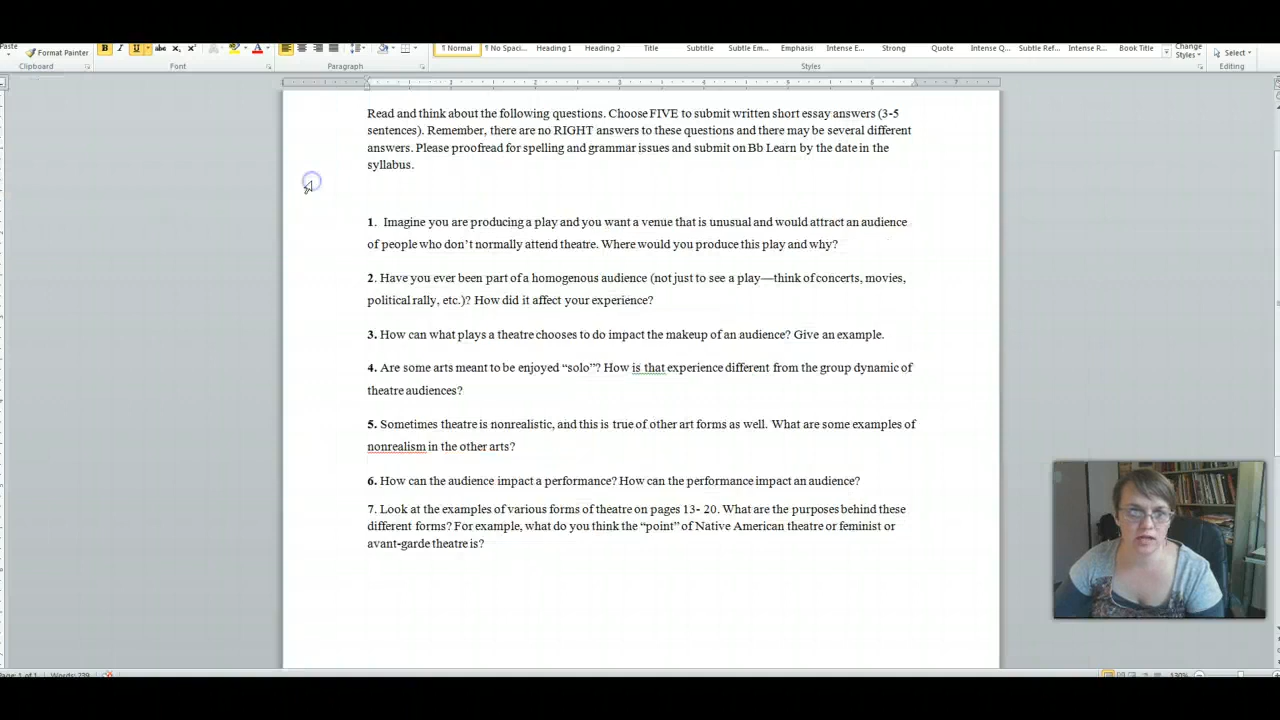 Paste
Format Painter
Clipboard
Font
Paragraph
¶ Normal ¶ No Spaci... Heading 1 Heading 2 Title Subtitle Subtle Em... Emphasis Intense E... Strong Quote Intense Q... Subtle Ref... Intense R... Book Title
Change Styles
Select
Styles
Editing
Read and think about the following questions. Choose FIVE to submit written short essay answers (3-5
sentences). Remember, there are no RIGHT answers to these questions and there may be several different
answers. Please proofread for spelling and grammar issues and submit on Bb Learn by the date in the
syllabus.
1. Imagine you are producing a play and you want a venue that is unusual and would attract an audience
of people who don't normally attend theatre. Where would you produce this play and why?
2. Have you ever been part of a homogenous audience (not just to see a play—think of concerts, movies,
political rally, etc.)? How did it affect your experience?
3. How can what plays a theatre chooses to do impact the makeup of an audience? Give an example.
4. Are some arts meant to be enjoyed “solo”? How is that experience different from the group dynamic of
theatre audiences?
5. Sometimes theatre is nonrealistic, and this is true of other art forms as well. What are some examples of
nonrealism in the other arts?
6. How can the audience impact a performance? How can the performance impact an audience?
7. Look at the examples of various forms of theatre on pages 13- 20. What are the purposes behind these
different forms? For example, what do you think the “point” of Native American theatre or feminist or
avant-garde theatre is?
Page: 1 of 1 Words: 239
130%